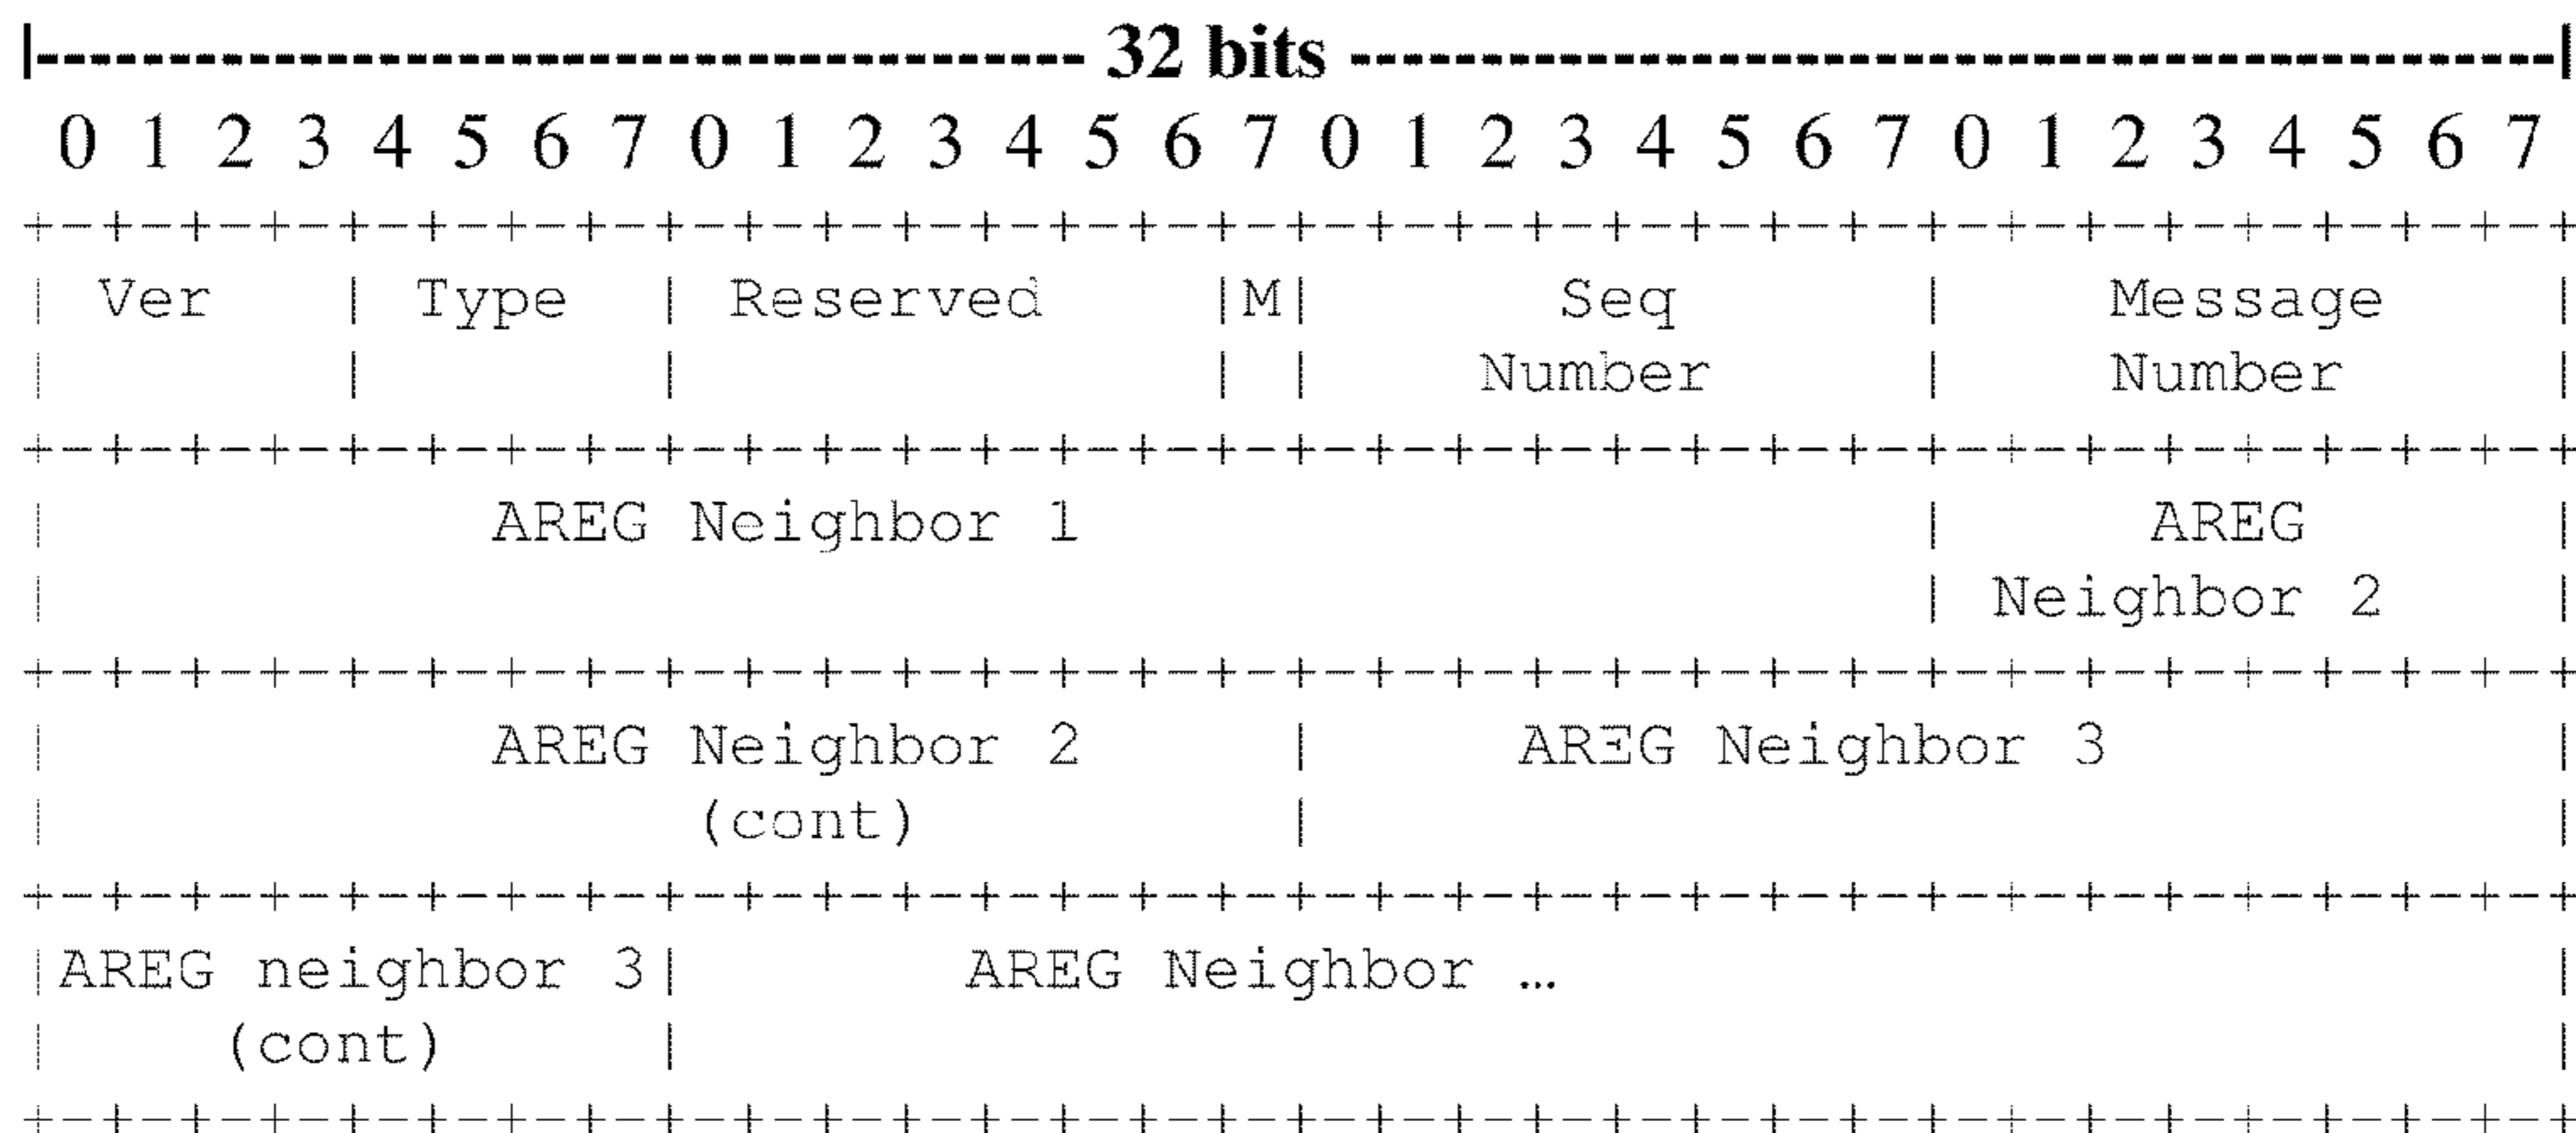 |---------------------------------------- 32 bits ----------------------------------------------|
0 1 2 3 4 5 6 7 0 1 2 3 4 5 6 7 0 1 2 3 4 5 6 7 0 1 2 3 4 5 6 7
+-+-+-+-+-+-+-+-+-+-+-+-+-+-+-+-+-+-+-+-+-+-+-+-+-+-+-+-+-+-+-+-+
| Ver | Type | Reserved |M| Seq | Message |
| | | | | Number | Number |
+-+-+-+-+-+-+-+-+-+-+-+-+-+-+-+-+-+-+-+-+-+-+-+-+-+-+-+-+-+-+-+-+
| AREG Neighbor 1 | AREG |
| | Neighbor 2 |
+-+-+-+-+-+-+-+-+-+-+-+-+-+-+-+-+-+-+-+-+-+-+-+-+-+-+-+-+-+-+-+-+
| AREG Neighbor 2 | AREG Neighbor 3 |
| (cont) | |
+-+-+-+-+-+-+-+-+-+-+-+-+-+-+-+-+-+-+-+-+-+-+-+-+-+-+-+-+-+-+-+-+
|AREG neighbor 3| AREG Neighbor … |
| (cont) | |
+-+-+-+-+-+-+-+-+-+-+-+-+-+-+-+-+-+-+-+-+-+-+-+-+-+-+-+-+-+-+-+-+